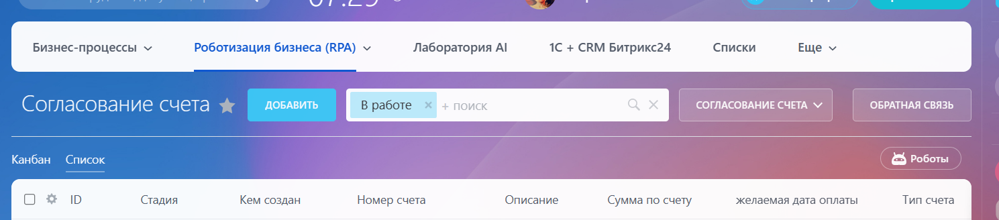 07:29
Бизнес-процессы
Роботизация бизнеса (RPA)
Лаборатория AI
1С + CRM Битрикс24
Списки
Еще
Согласование счета
ДОБАВИТЬ
В работе
+ поиск
СОГЛАСОВАНИЕ СЧЕТА
ОБРАТНАЯ СВЯЗЬ
Канбан
Список
Роботы
ID
Стадия
Кем создан
Номер счета
Описание
Сумма по счету
желаемая дата оплаты
Тип счета